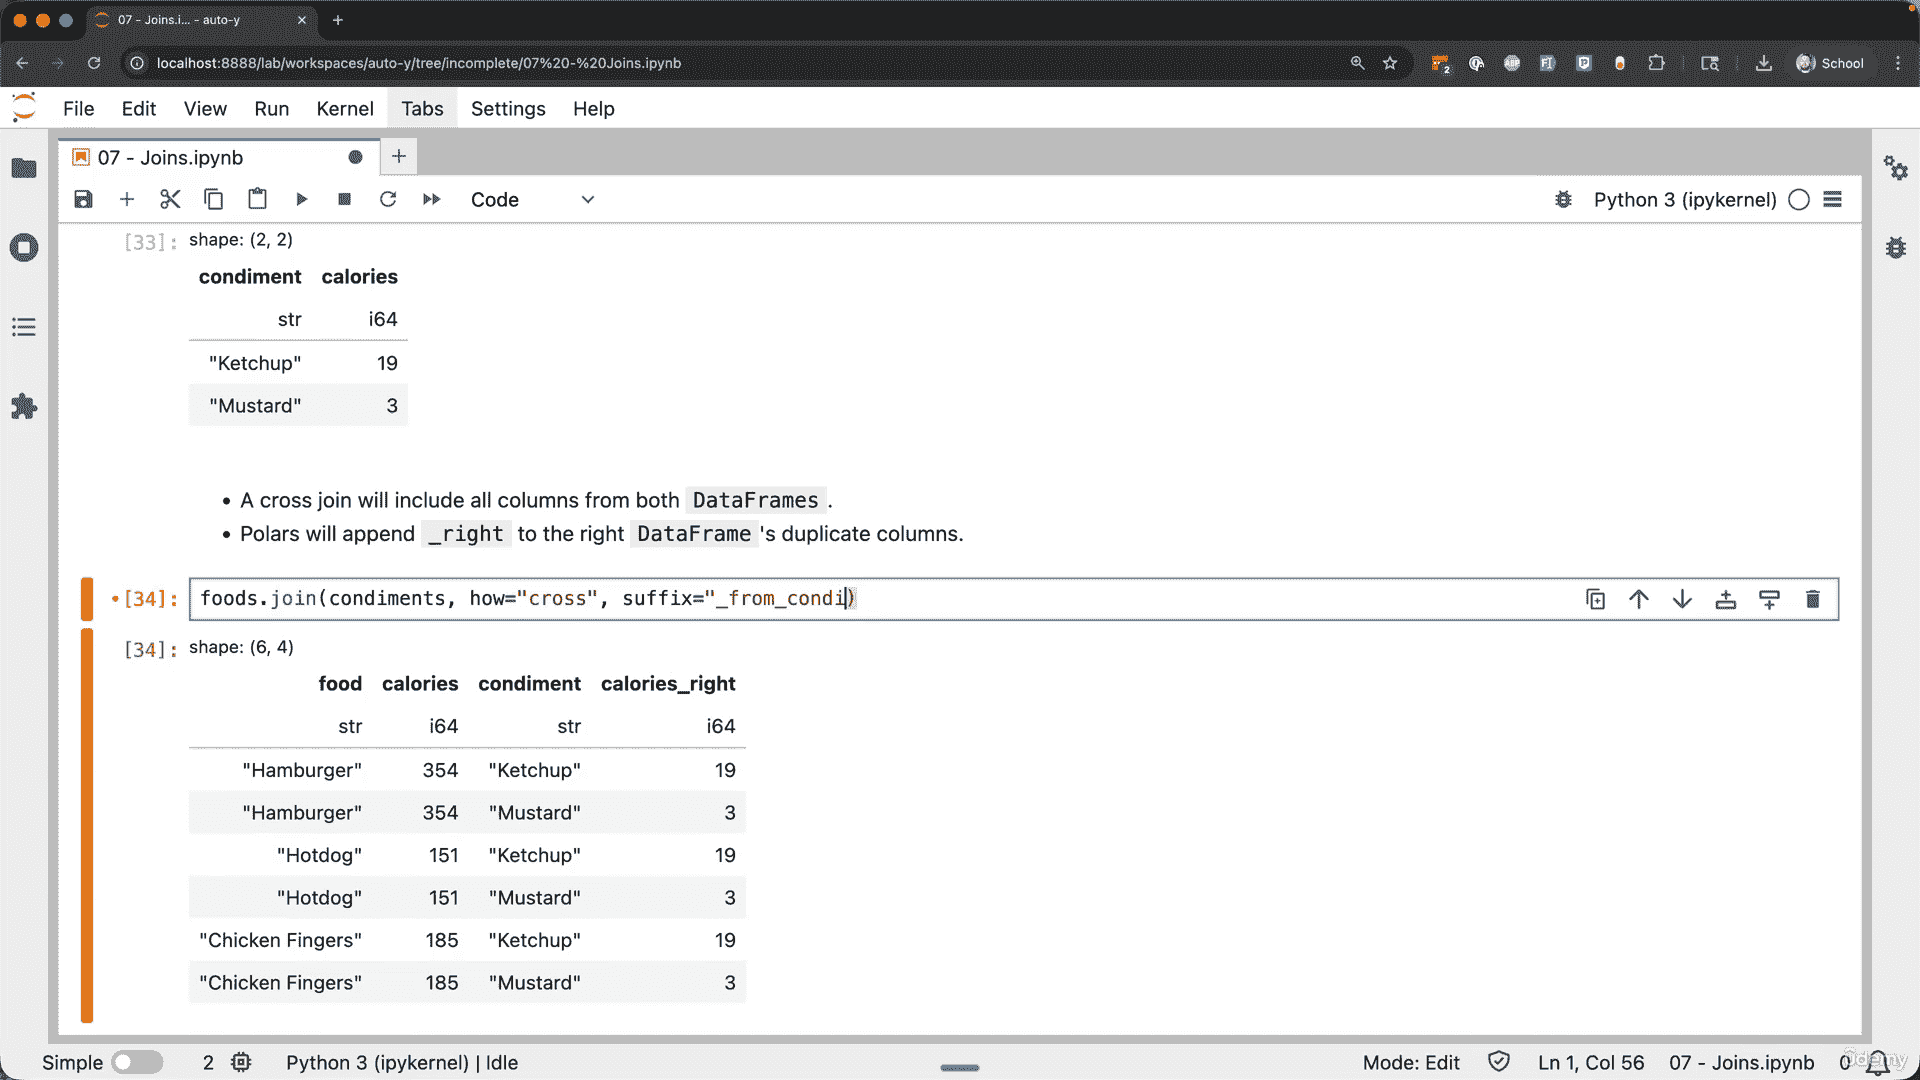 07 - Joins.i... - auto-y
localhost:8888/lab/workspaces/auto-y/tree/incomplete/07%20-%20Joins.ipynb
2
ABP
School
File Edit View Run Kernel Tabs Settings Help
07 - Joins.ipynb
Code
Python 3 (ipykernel)
[33]: shape: (2, 2)
condiment calories
str i64
"Ketchup" 19
"Mustard" 3
• A cross join will include all columns from both DataFrames .
• Polars will append _right to the right DataFrame 's duplicate columns.
[34]: foods.join(condiments, how="cross", suffix="_from_condi)
[34]: shape: (6, 4)
food calories condiment calories_right
str i64 str i64
"Hamburger" 354 "Ketchup" 19
"Hamburger" 354 "Mustard" 3
"Hotdog" 151 "Ketchup" 19
"Hotdog" 151 "Mustard" 3
"Chicken Fingers" 185 "Ketchup" 19
"Chicken Fingers" 185 "Mustard" 3
Simple 2 Python 3 (ipykernel) | Idle
Mode: Edit Ln 1, Col 56 07 - Joins.ipynb 0